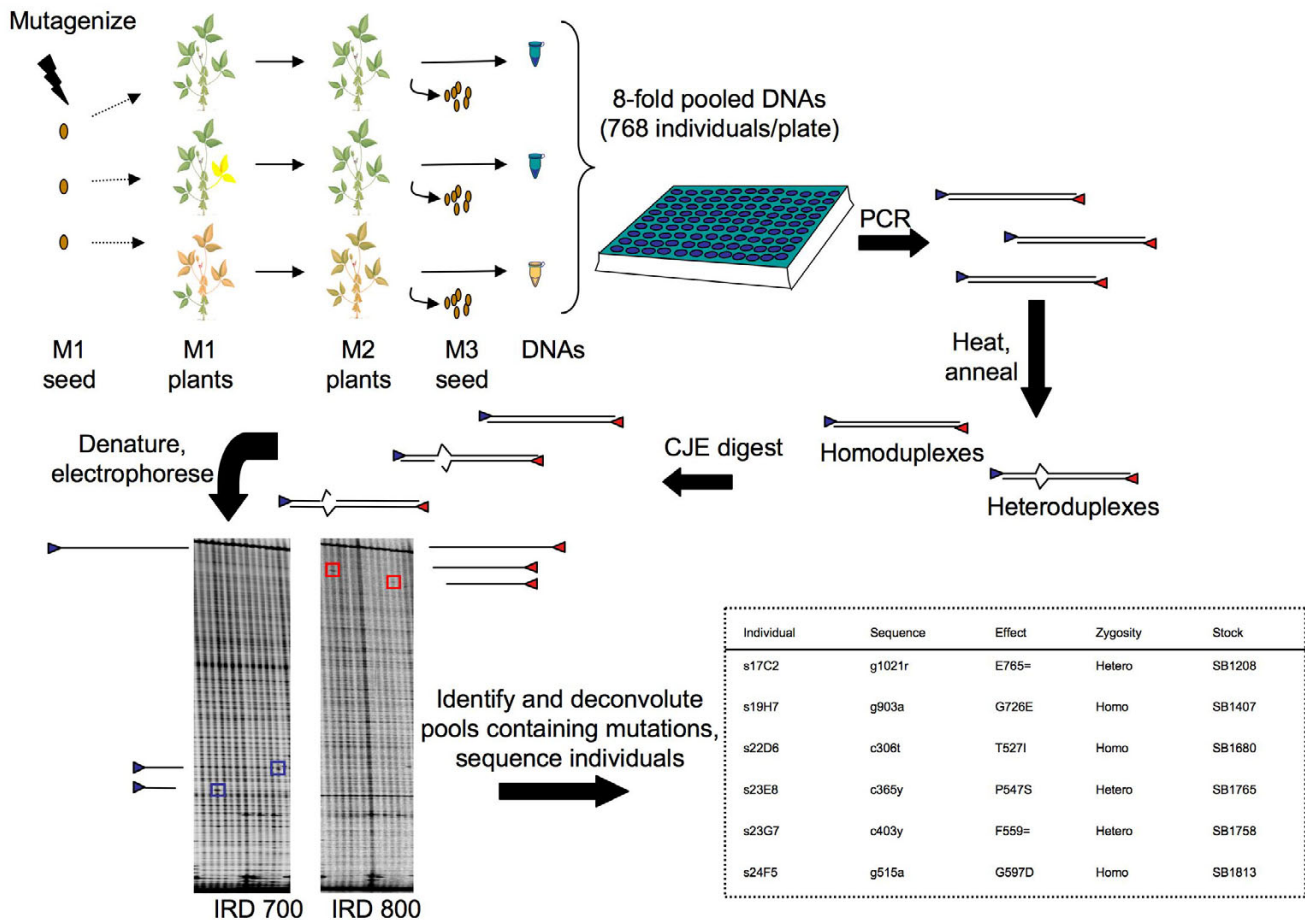 Mutagenize
8-fold pooled DNAs
(768 individuals/plate)
PCR
M1
seed
M1
plants
M2
plants
M3
seed
DNAs
Heat,
anneal
Denature,
electrophorese
CJE digest
Homoduplexes
Heteroduplexes
Identify and deconvolute
pools containing mutations,
sequence individuals
IRD 700
IRD 800
Individual Sequence Effect Zygosity Stock
s17C2 g1021r E765= Hetero SB1208
s19H7 g903a G726E Homo SB1407
s22D6 c306t T527I Homo SB1680
s23E8 c365y P547S Hetero SB1765
s23G7 c403y F559= Hetero SB1758
s24F5 g515a G597D Homo SB1813